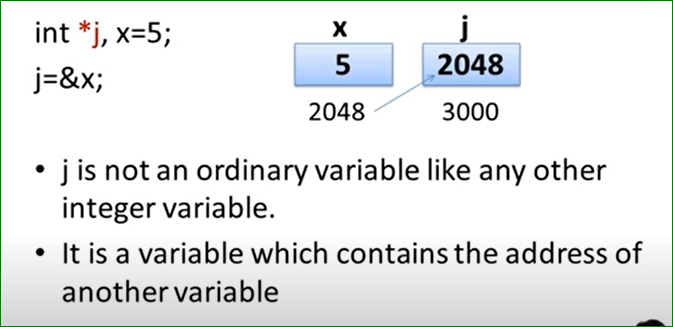 int *j, x=5;
j=&x;
x j
5 2048
2048 3000
• j is not an ordinary variable like any other
integer variable.
• It is a variable which contains the address of
another variable